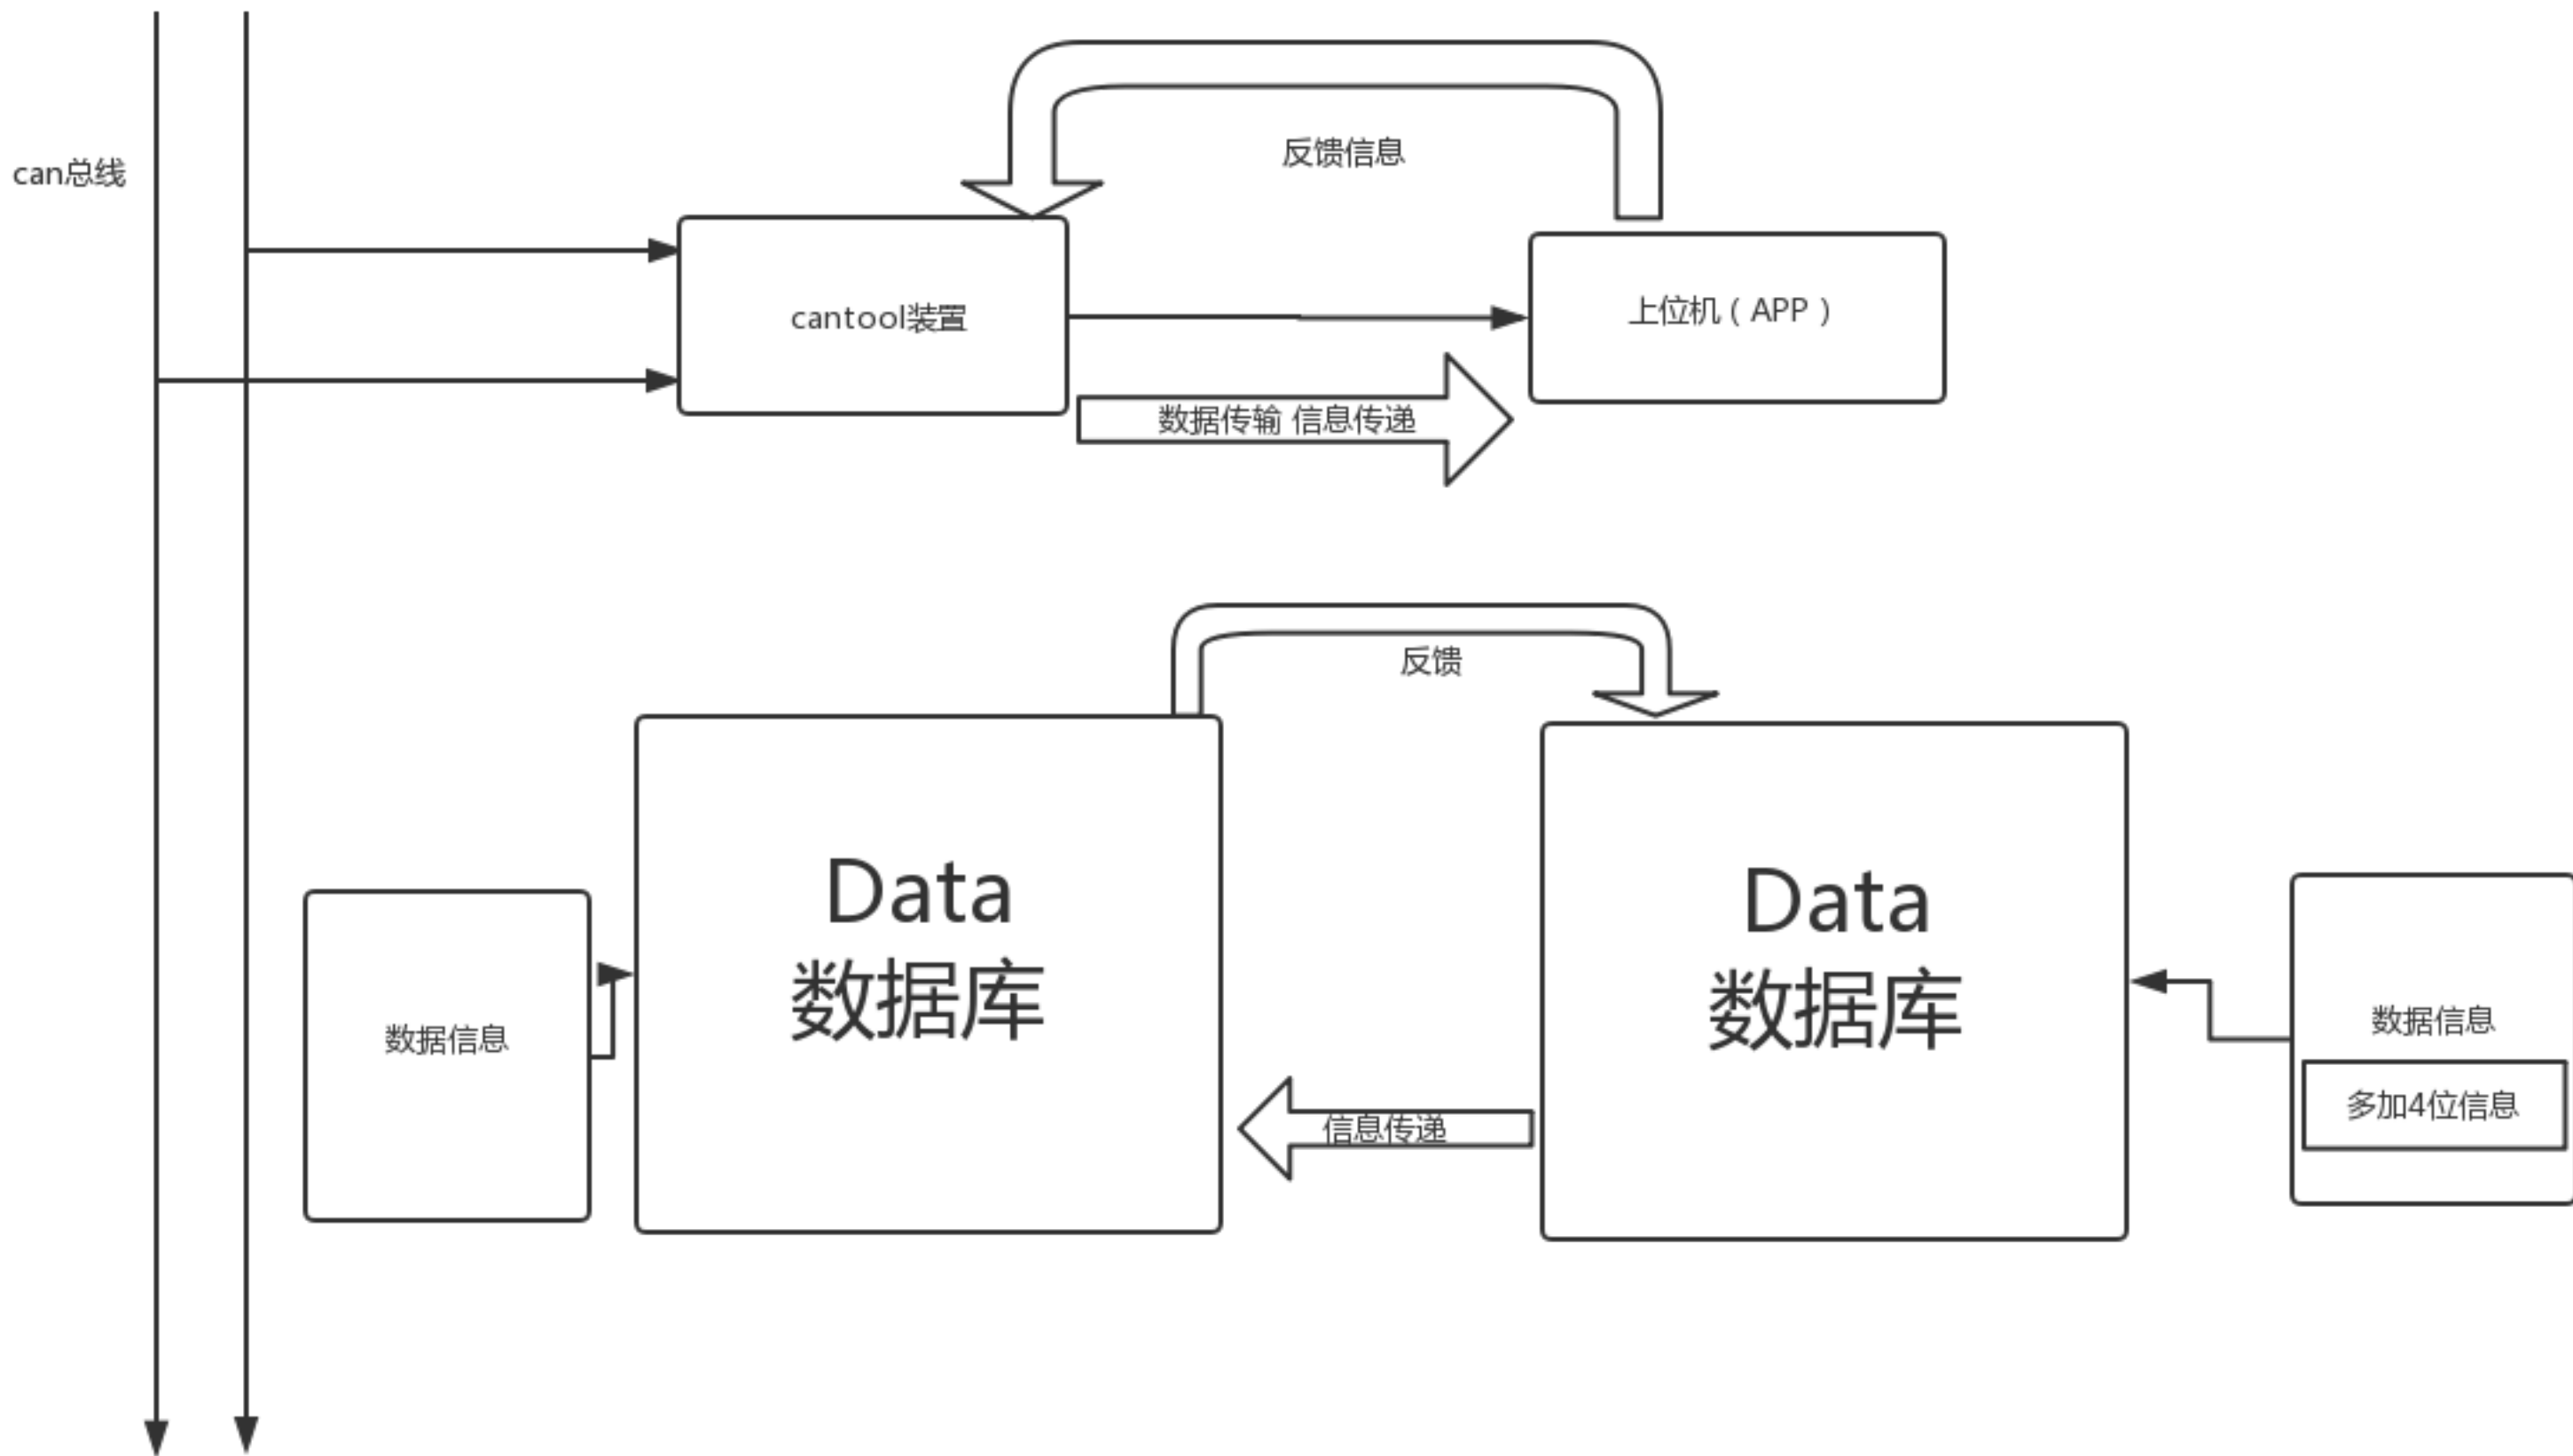 can总线
反馈信息
cantool装置
上位机（APP）
数据传输 信息传递
反馈
Data
数据库
Data
数据库
数据信息
数据信息
多加4位信息
信息传递